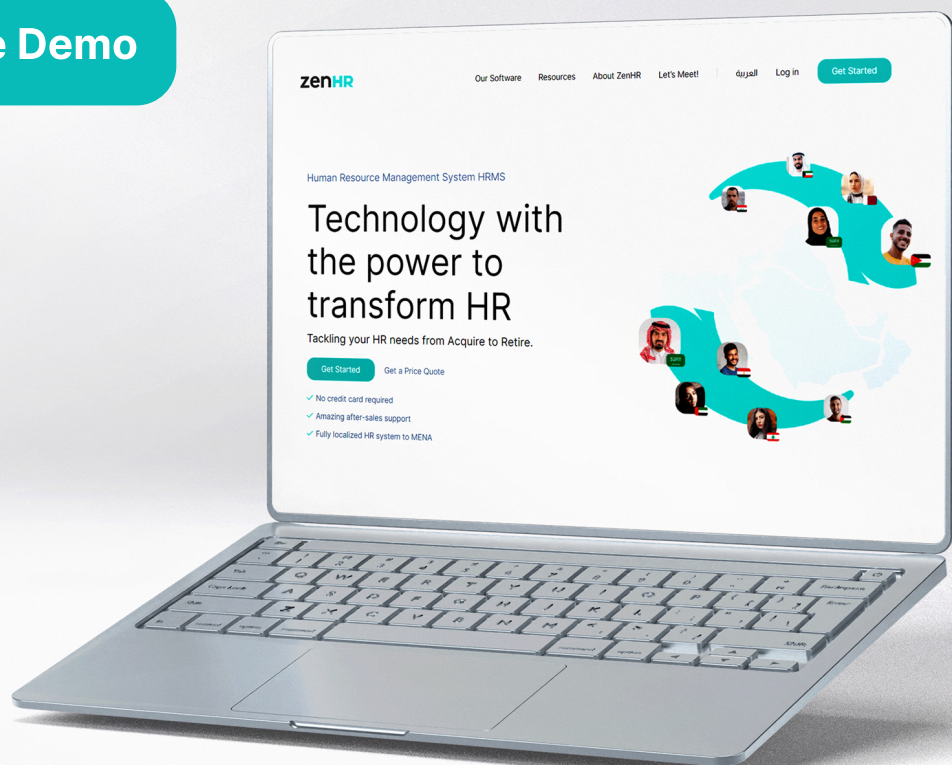 e Demo
zenHR
Our Software
Resources
About ZenHR
Let's Meet!
العربية
Log in
Get Started
Human Resource Management System HRMS
Technology with
the power to
transform HR
Tackling your HR needs from Acquire to Retire.
Get Started
Get a Price Quote
No credit card required
Amazing after-sales support
Fully localized HR system to MENA